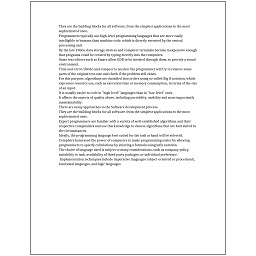 They are the building blocks for all software, from the simplest applications to the most
sophisticated ones.
Programmers typically use high-level programming languages that are more easily
intelligible to humans than machine code, which is directly executed by the central
processing unit.
By the late 1960s, data storage devices and computer terminals became inexpensive enough
that programs could be created by typing directly into the computers.
Some text editors such as Emacs allow GDB to be invoked through them, to provide a visual
environment.
Trial-and-error/divide-and-conquer is needed: the programmer will try to remove some
parts of the original test case and check if the problem still exists.
For this purpose, algorithms are classified into orders using so-called Big O notation, which
expresses resource use, such as execution time or memory consumption, in terms of the size
of an input.
It is usually easier to code in "high-level" languages than in "low-level" ones.
It affects the aspects of quality above, including portability, usability and most importantly
maintainability.
There are many approaches to the Software development process.
They are the building blocks for all software, from the simplest applications to the most
sophisticated ones.
Expert programmers are familiar with a variety of well-established algorithms and their
respective complexities and use this knowledge to choose algorithms that are best suited to
the circumstances.
Ideally, the programming language best suited for the task at hand will be selected.
Compilers harnessed the power of computers to make programming easier by allowing
programmers to specify calculations by entering a formula using infix notation.
The choice of language used is subject to many considerations, such as company policy,
suitability to task, availability of third-party packages, or individual preference.
Implementation techniques include imperative languages (object-oriented or procedural),
functional languages, and logic languages.